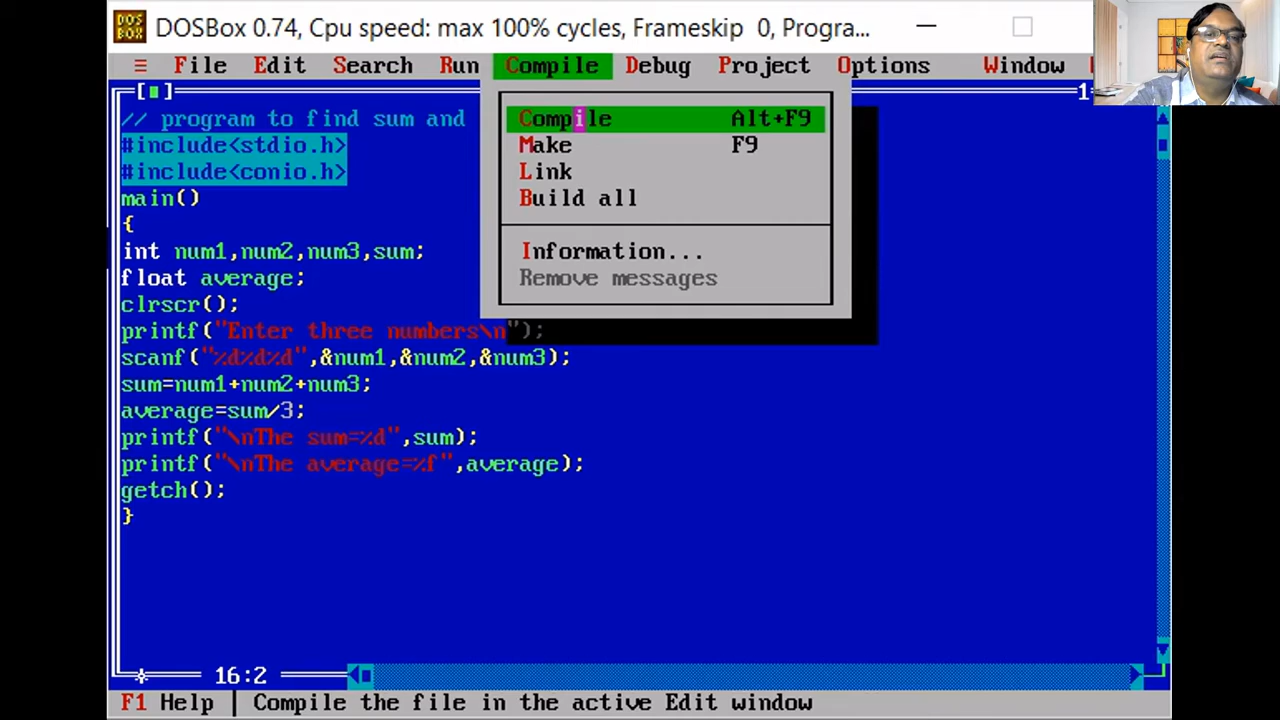 DOSBox 0.74, Cpu speed: max 100% cycles, Frameskip 0, Progra...
≡ File Edit Search Run Compile Debug Project Options Window
[■] 1
// program to find sum and
#include<stdio.h>
#include<conio.h>
main()
{
int num1,num2,num3,sum;
float average;
clrscr();
printf("Enter three numbers\n");
scanf("%d%d%d",&num1,&num2,&num3);
sum=num1+num2+num3;
average=sum/3;
printf("\nThe sum=%d",sum);
printf("\nThe average=%f",average);
getch();
}
Compile Alt+F9
Make F9
Link
Build all
Information...
Remove messages
16:2
F1 Help | Compile the file in the active Edit window